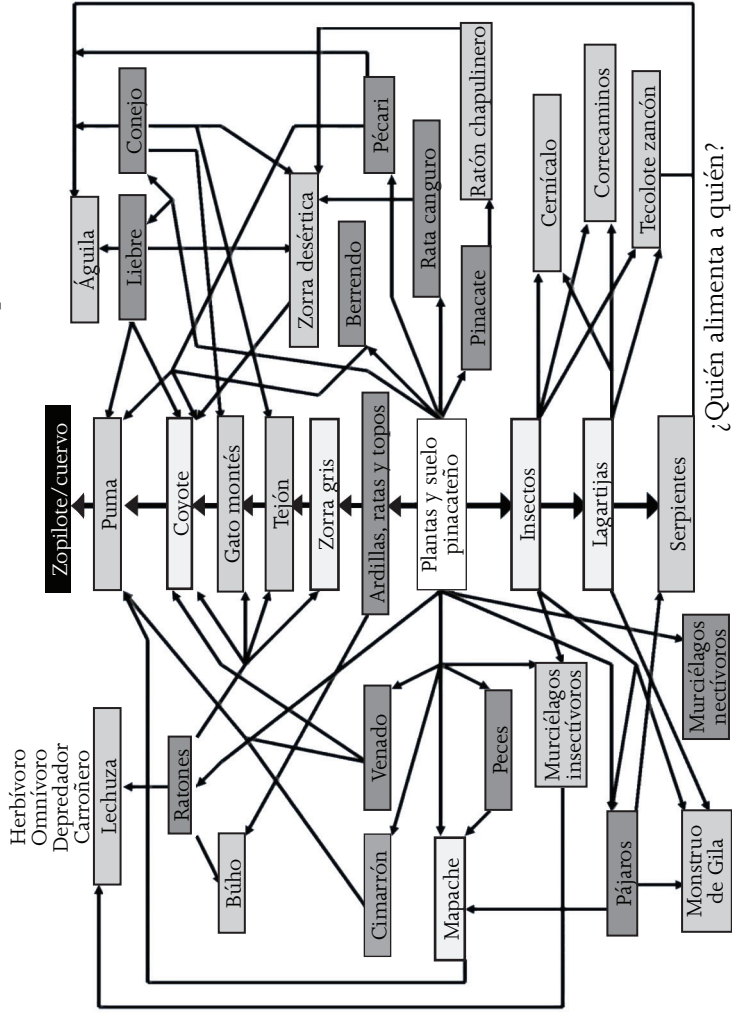 Herbívoro
Omnívoro
Depredador
Carroñero
Zopilote/cuervo
Lechuza
Puma
Águila
Liebre
Conejo
Ratones
Coyote
Búho
Gato montés
Tejón
Zorra desértica
Zorra gris
Berrendo
Pécari
Cimarrón
Venado
Ardillas, ratas y topos
Rata canguro
Mapache
Plantas y suelo
pinacateño
Pinacate
Ratón chapulinero
Peces
Murciélagos
insectívoros
Insectos
Cernícalo
Lagartijas
Correcaminos
Pájaros
Tecolote zancón
Serpientes
Monstruo
de Gila
Murciélagos
nectívoros
¿Quién alimenta a quién?